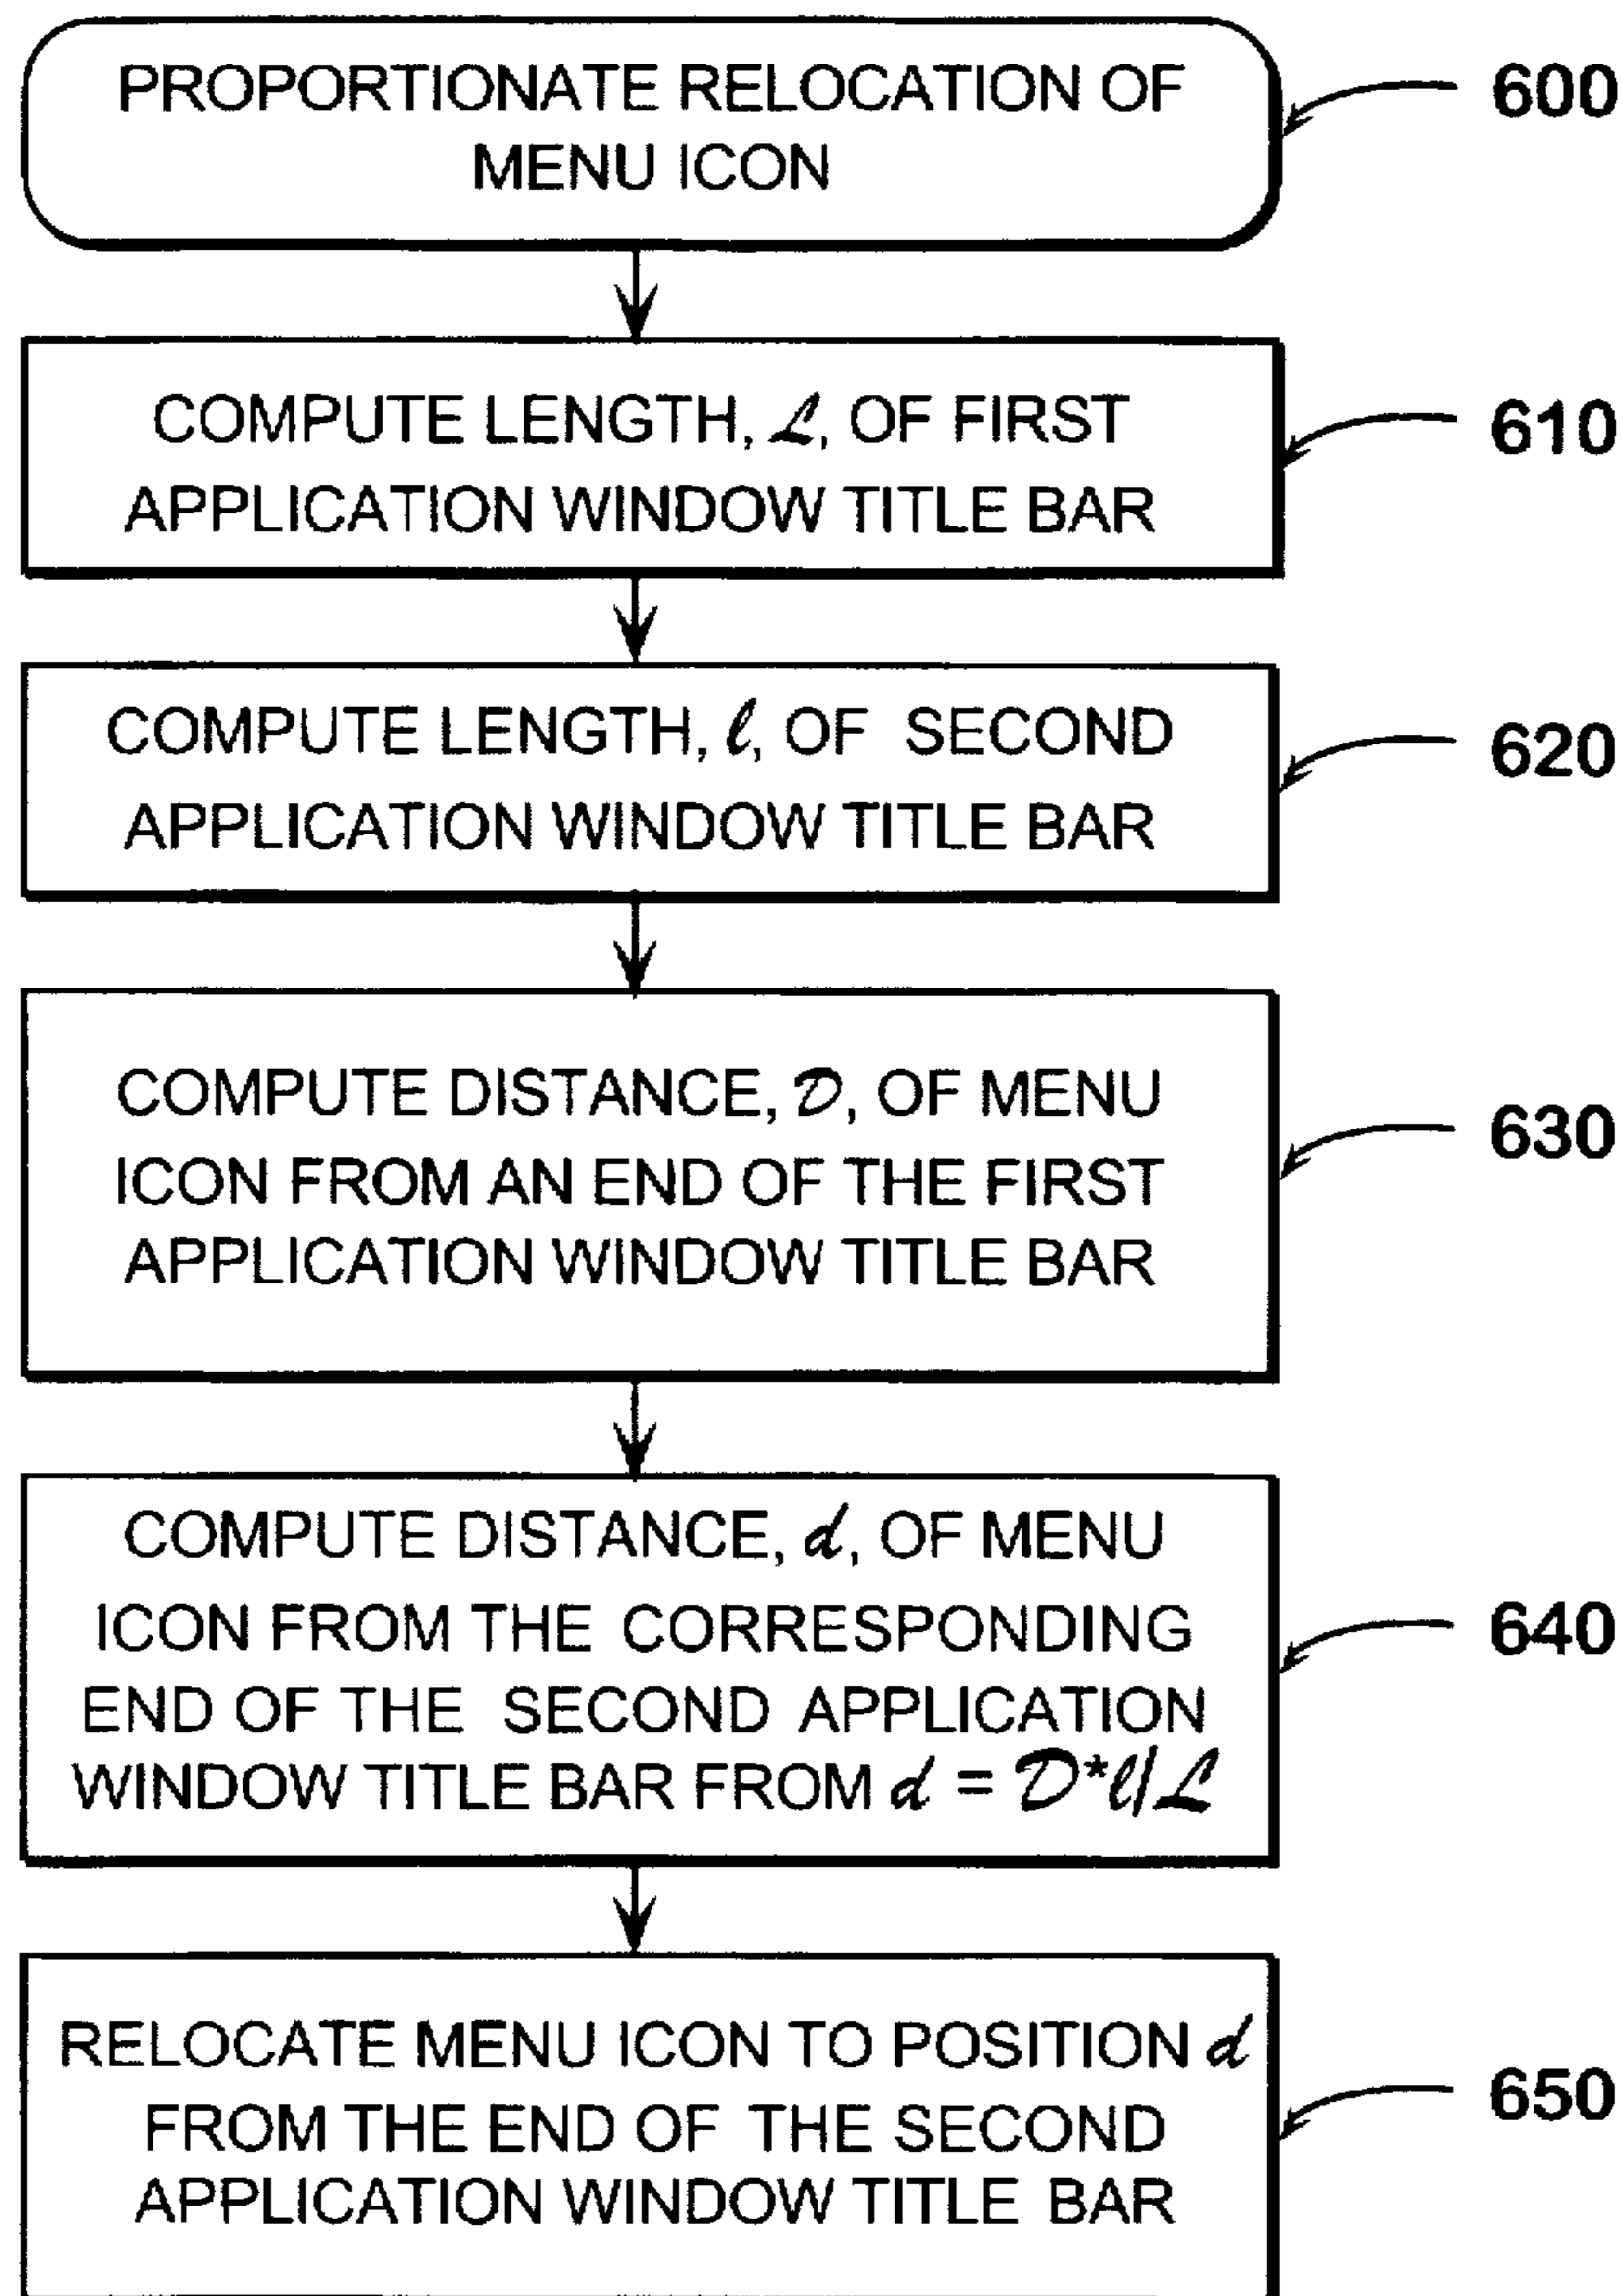 PROPORTIONATE RELOCATION OF
MENU ICON
600
COMPUTE LENGTH, ℒ, OF FIRST
APPLICATION WINDOW TITLE BAR
610
COMPUTE LENGTH, ℓ, OF SECOND
APPLICATION WINDOW TITLE BAR
620
COMPUTE DISTANCE, 𝒟, OF MENU
ICON FROM AN END OF THE FIRST
APPLICATION WINDOW TITLE BAR
630
COMPUTE DISTANCE, 𝒹, OF MENU
ICON FROM THE CORRESPONDING
END OF THE SECOND APPLICATION
WINDOW TITLE BAR FROM 𝒹 = 𝒟*ℓ/ℒ
640
RELOCATE MENU ICON TO POSITION 𝒹
FROM THE END OF THE SECOND
APPLICATION WINDOW TITLE BAR
650